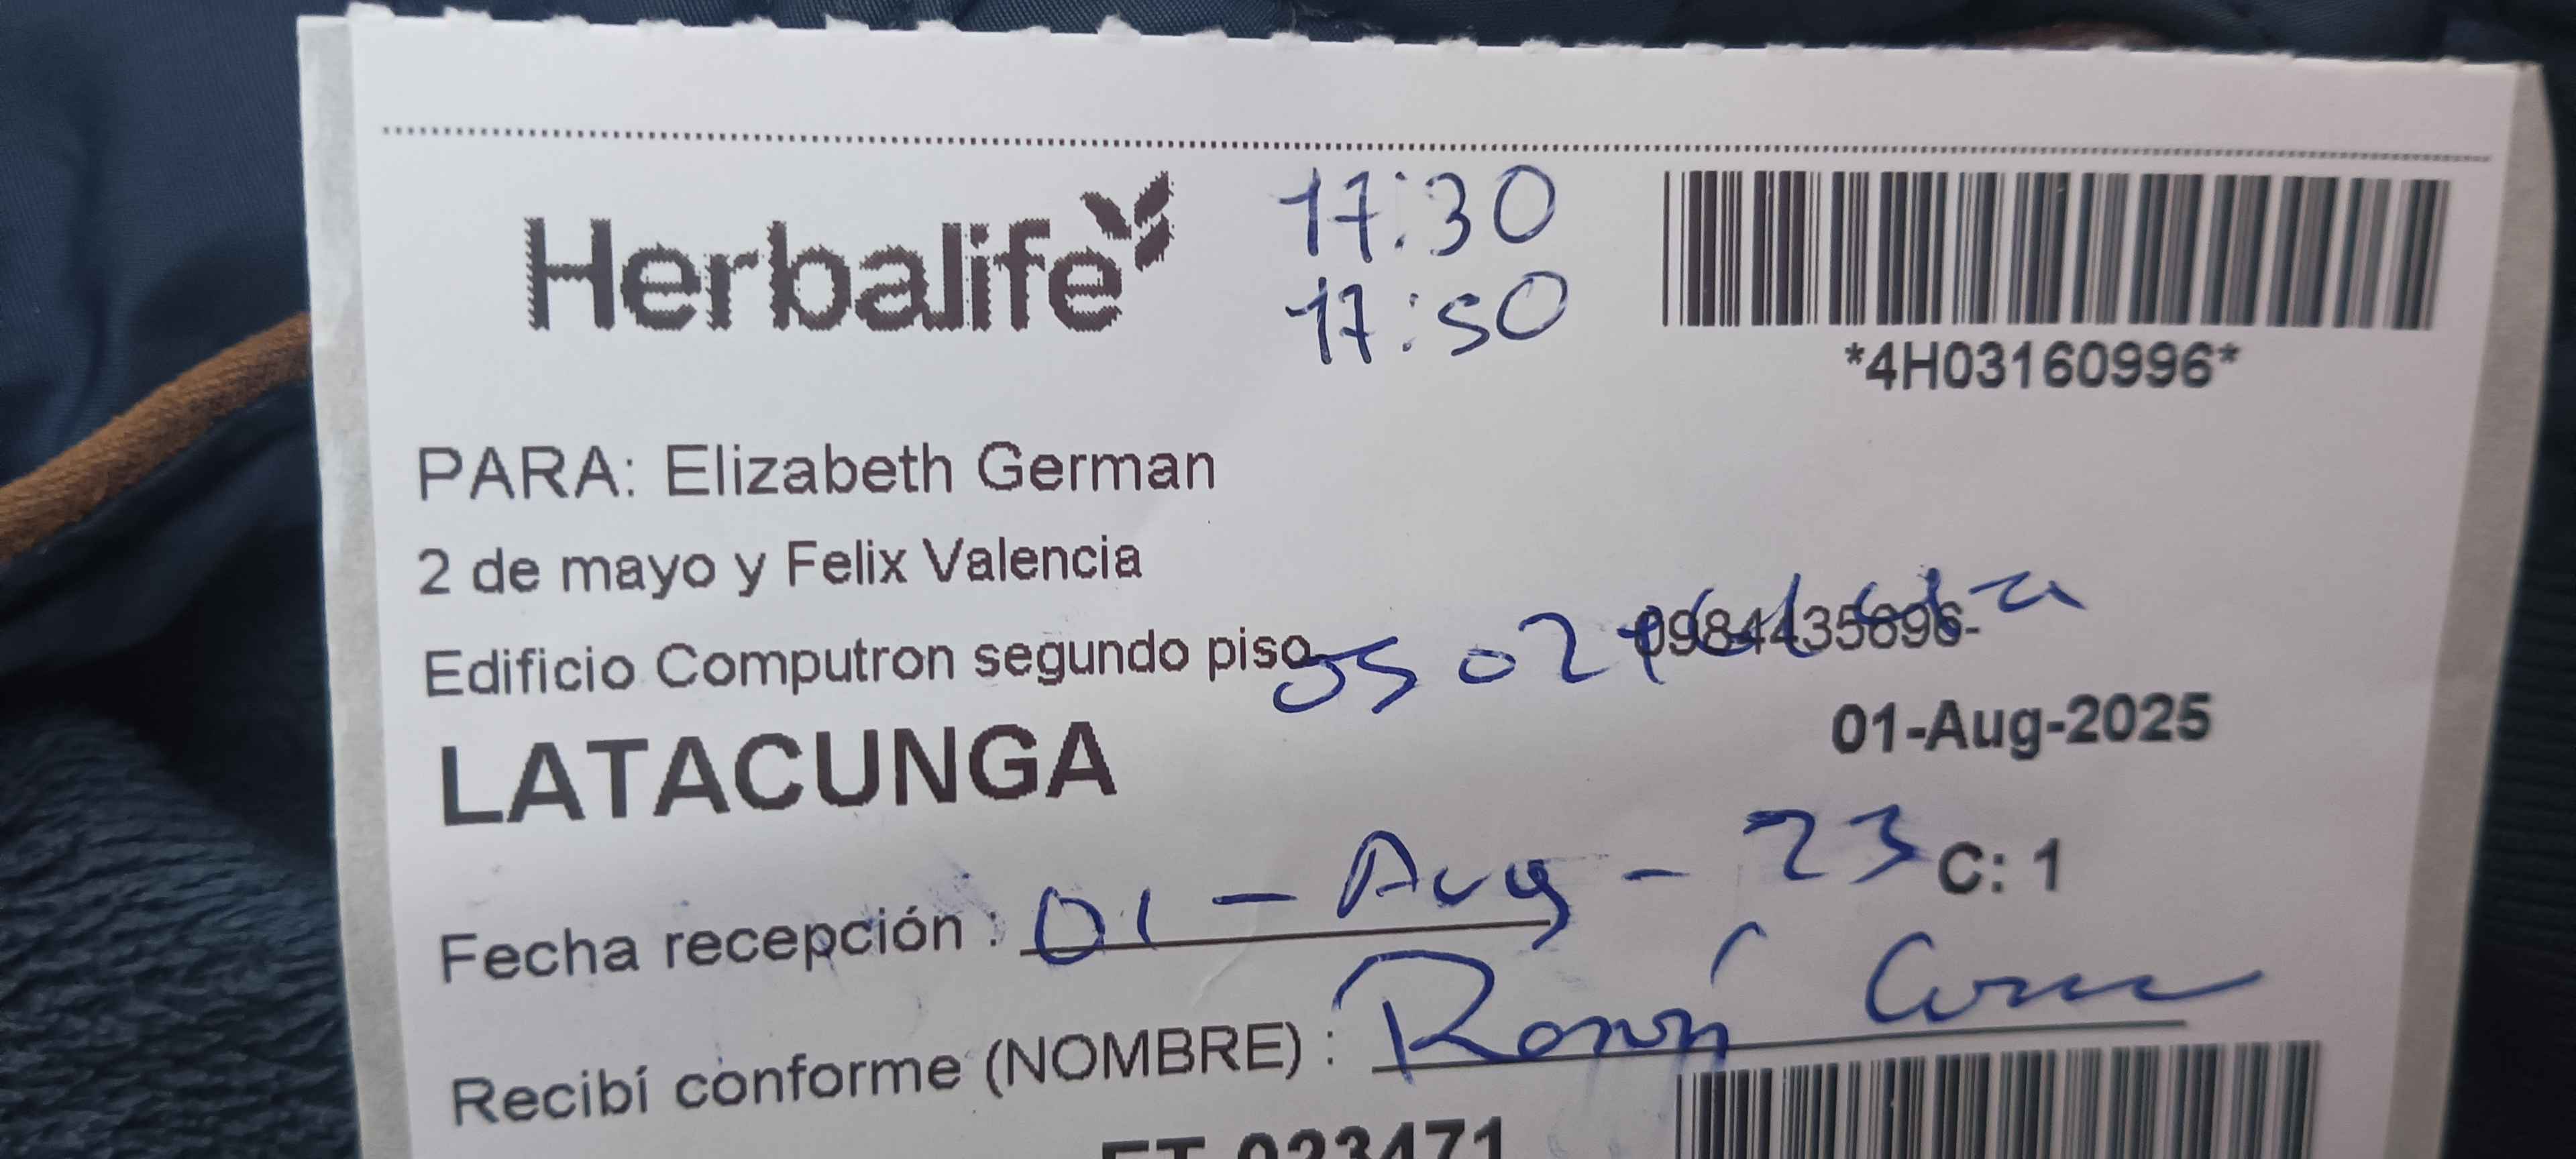 Herbalife
17:30
17:50
*4H03160996*
PARA: Elizabeth German
2 de mayo y Felix Valencia
Edificio Computron segundo piso
LATACUNGA
01-Aug-2025
Fecha recepción : 01 - Aug - 23
C: 1
Recibí conforme (NOMBRE) :